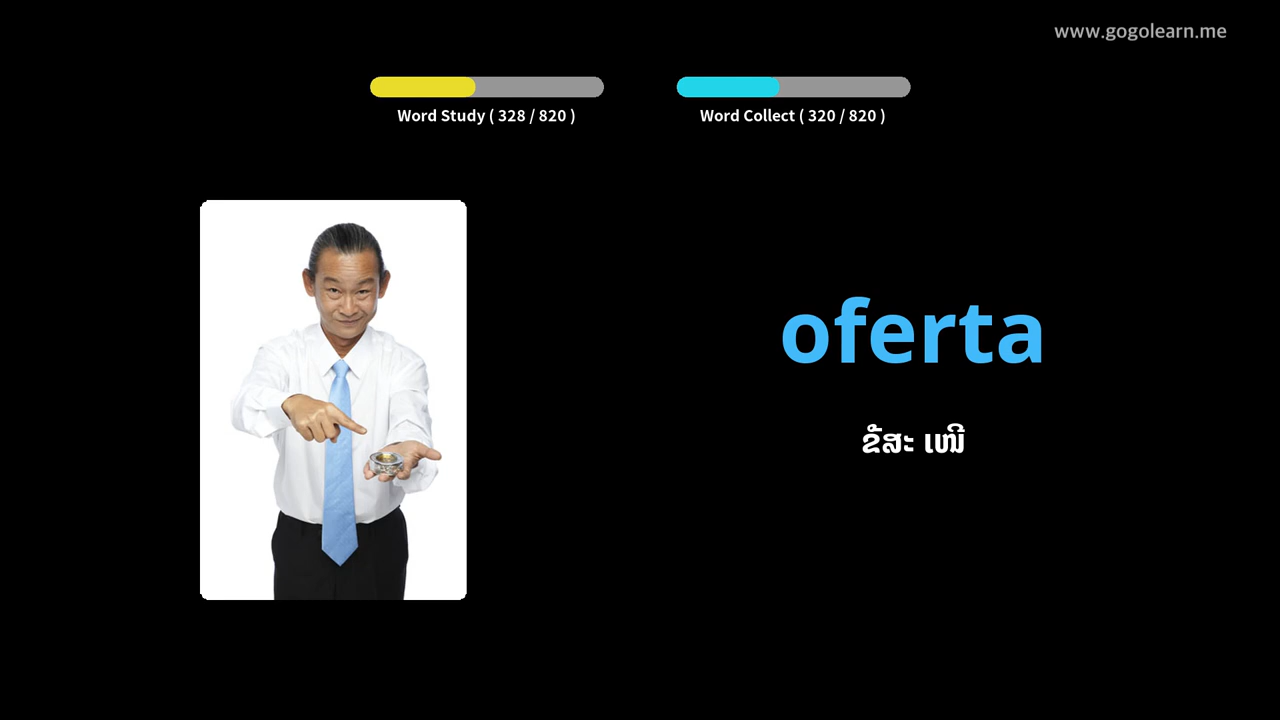 www.gogolearn.me
Word Study ( 328 / 820 )
Word Collect ( 320 / 820 )
oferta
ຂໍ້ສະ ເໜີ